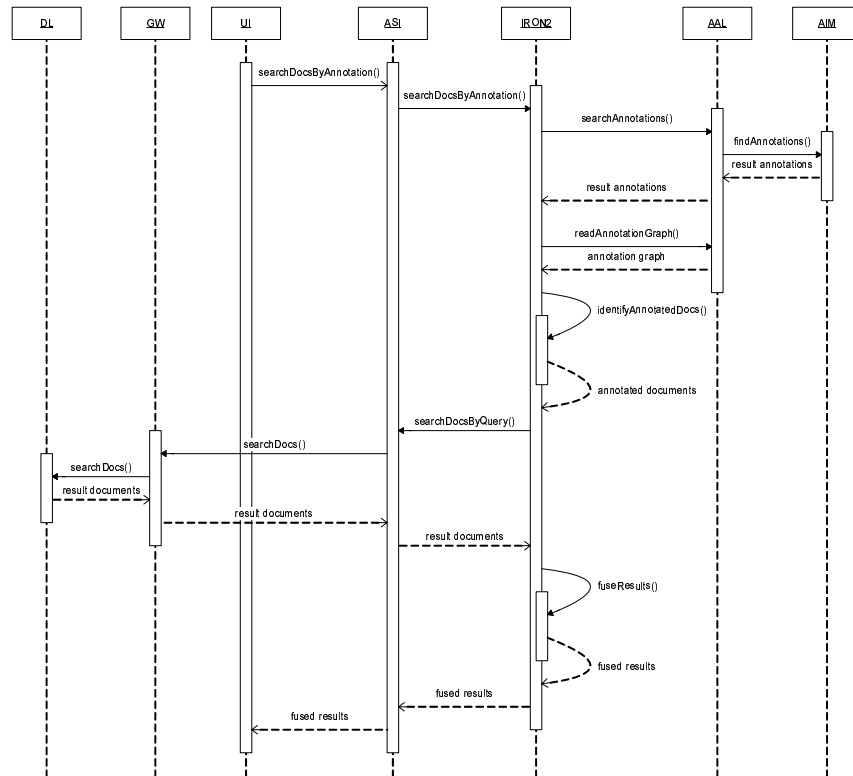 DL
GW
UI
ASI
IRON2
AAL
AIM
searchDocsByAnnotation()
searchDocsByAnnotation()
searchAnnotations()
findAnnotations()
result annotations
result annotations
readAnnotationGraph()
annotation graph
identifyAnnotatedDocs()
annotated documents
searchDocsByQuery()
searchDocs()
searchDocs()
result documents
result documents
result documents
fuseResults()
fused results
fused results
fused results